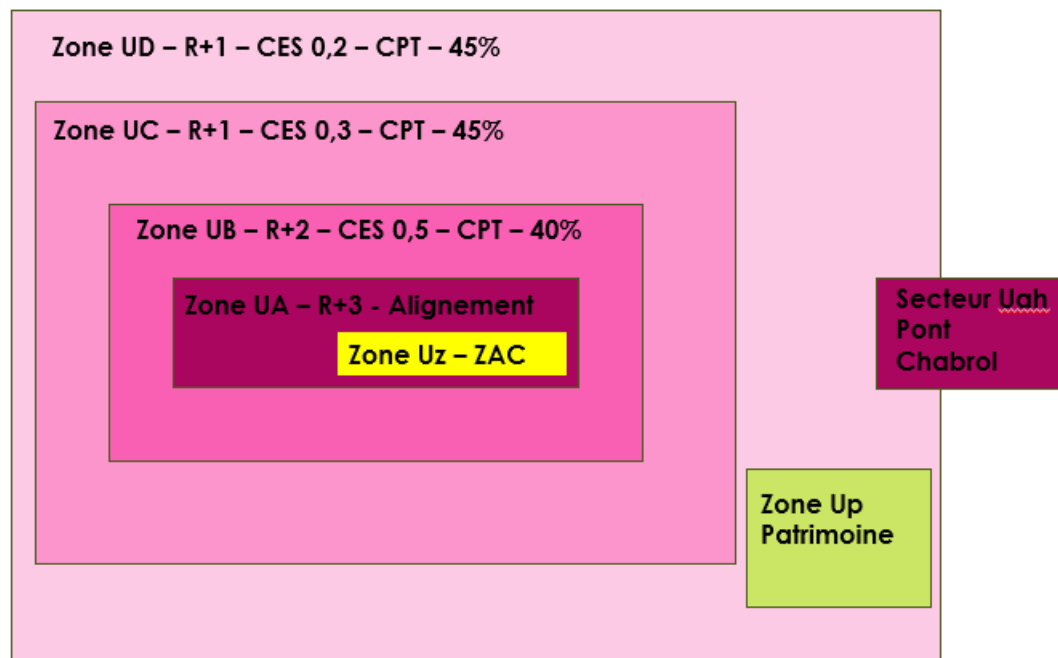 Zone UD – R+1 – CES 0,2 – CPT – 45%
Zone UC – R+1 – CES 0,3 – CPT – 45%
Zone UB – R+2 – CES 0,5 – CPT – 40%
Zone UA – R+3 - Alignement
Zone Uz – ZAC
Secteur Uah
Pont
Chabrol
Zone Up
Patrimoine